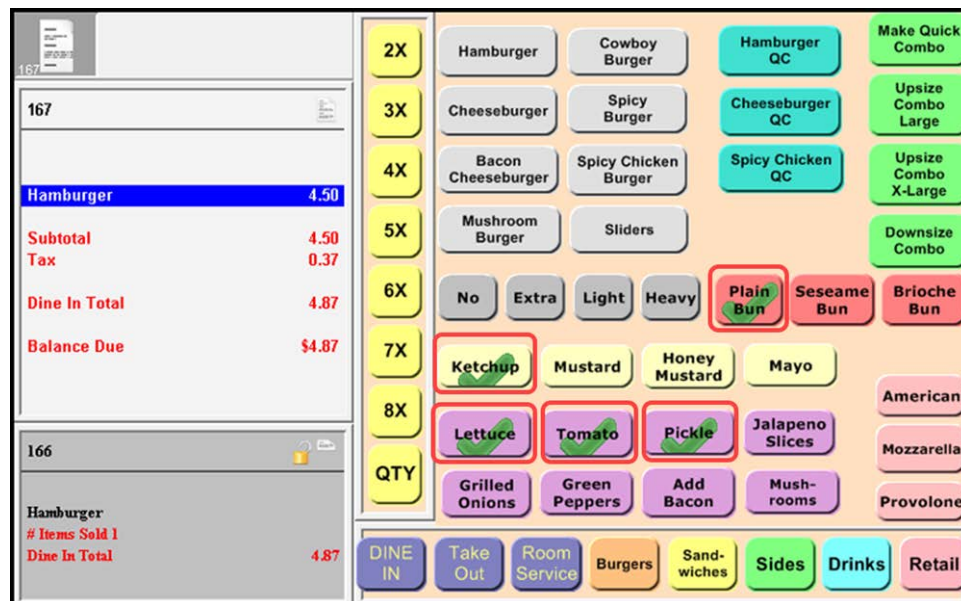 167
167
Hamburger 4.50
Subtotal 4.50
Tax 0.37
Dine In Total 4.87
Balance Due $4.87
166
Hamburger
# Items Sold 1
Dine In Total 4.87
2X
3X
4X
5X
6X
7X
8X
QTY
Hamburger
Cowboy
Burger
Hamburger
QC
Make Quick
Combo
Cheeseburger
Spicy
Burger
Cheeseburger
QC
Upsize
Combo
Large
Bacon
Cheeseburger
Spicy Chicken
Burger
Spicy Chicken
QC
Upsize
Combo
X-Large
Mushroom
Burger
Sliders
Downsize
Combo
No
Extra
Light
Heavy
Plain
Bun
Seseame
Bun
Brioche
Bun
Ketchup
Mustard
Honey
Mustard
Mayo
American
Lettuce
Tomato
Pickle
Jalapeno
Slices
Mozzarella
Grilled
Onions
Green
Peppers
Add
Bacon
Mush-
rooms
Provolone
DINE
IN
Take
Out
Room
Service
Burgers
Sand-
wiches
Sides
Drinks
Retail